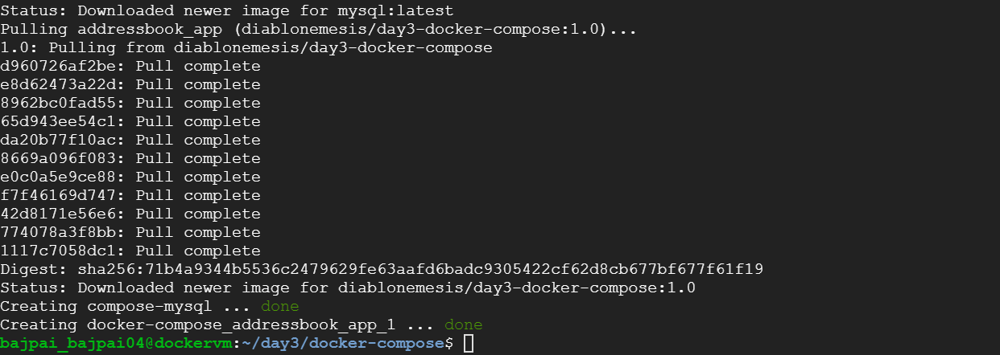 Status: Downloaded newer image for mysql:latest
Pulling addressbook_app (diablonemesis/day3-docker-compose:1.0)...
1.0: Pulling from diablonemesis/day3-docker-compose
d960726af2be: Pull complete
e8d62473a22d: Pull complete
8962bc0fad55: Pull complete
65d943ee54c1: Pull complete
da20b77f10ac: Pull complete
8669a096f083: Pull complete
e0c0a5e9ce88: Pull complete
f7f46169d747: Pull complete
42d8171e56e6: Pull complete
774078a3f8bb: Pull complete
1117c7058dc1: Pull complete
Digest: sha256:71b4a9344b5536c2479629fe63aafd6badc9305422cf62d8cb677bf677f61f19
Status: Downloaded newer image for diablonemesis/day3-docker-compose:1.0
Creating compose-mysql ... done
Creating docker-compose_addressbook_app_1 ... done
bajpai_bajpai04@dockervm:~/day3/docker-compose$